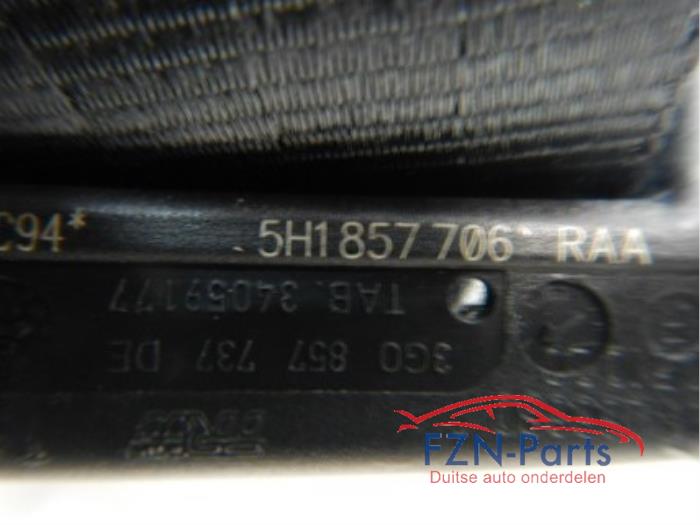 C94* 5H1 857 706 RAA
TAB. 34059177
3G0 857 737 DE
FZN-Parts
Duitse auto onderdelen